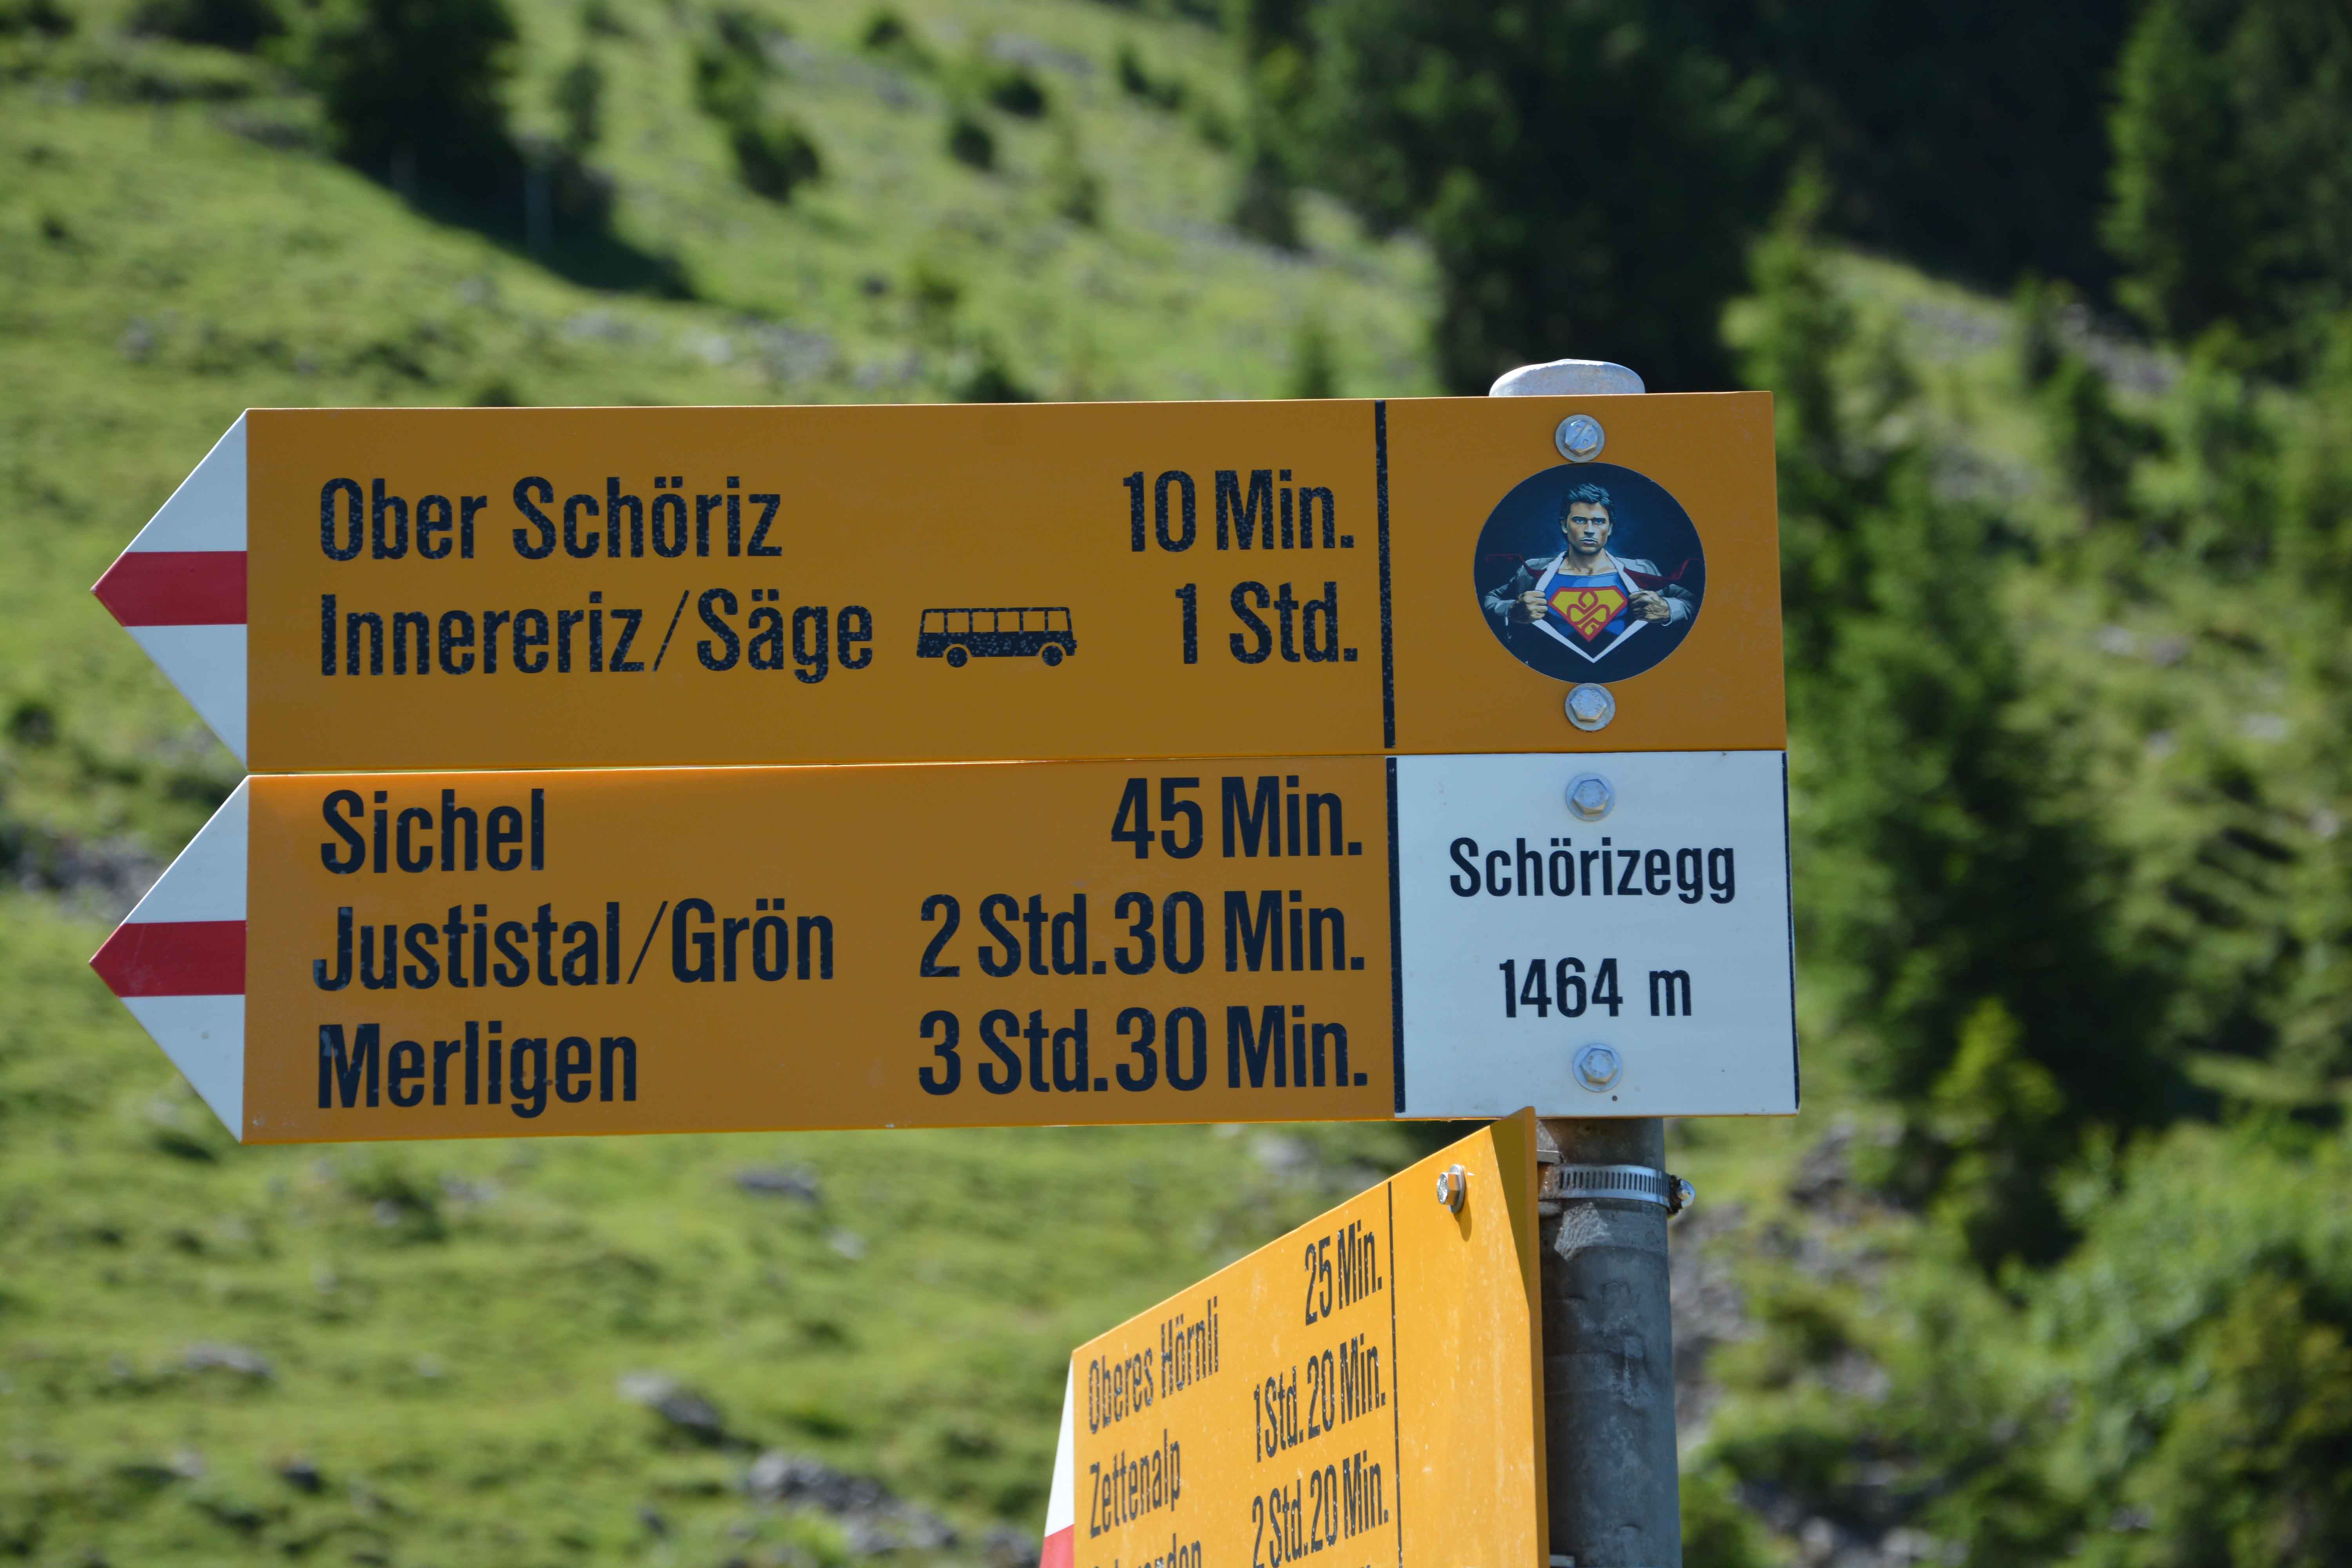 Ober Schöriz 10 Min.
Innereriz/Säge 1 Std.
Sichel 45 Min.
Justistal/Grön 2 Std. 30 Min.
Merligen 3 Std. 30 Min.
Schörizegg
1464 m
Oberes Hörnli 25 Min.
Zettenalp 1 Std. 20 Min.
2 Std. 20 Min.